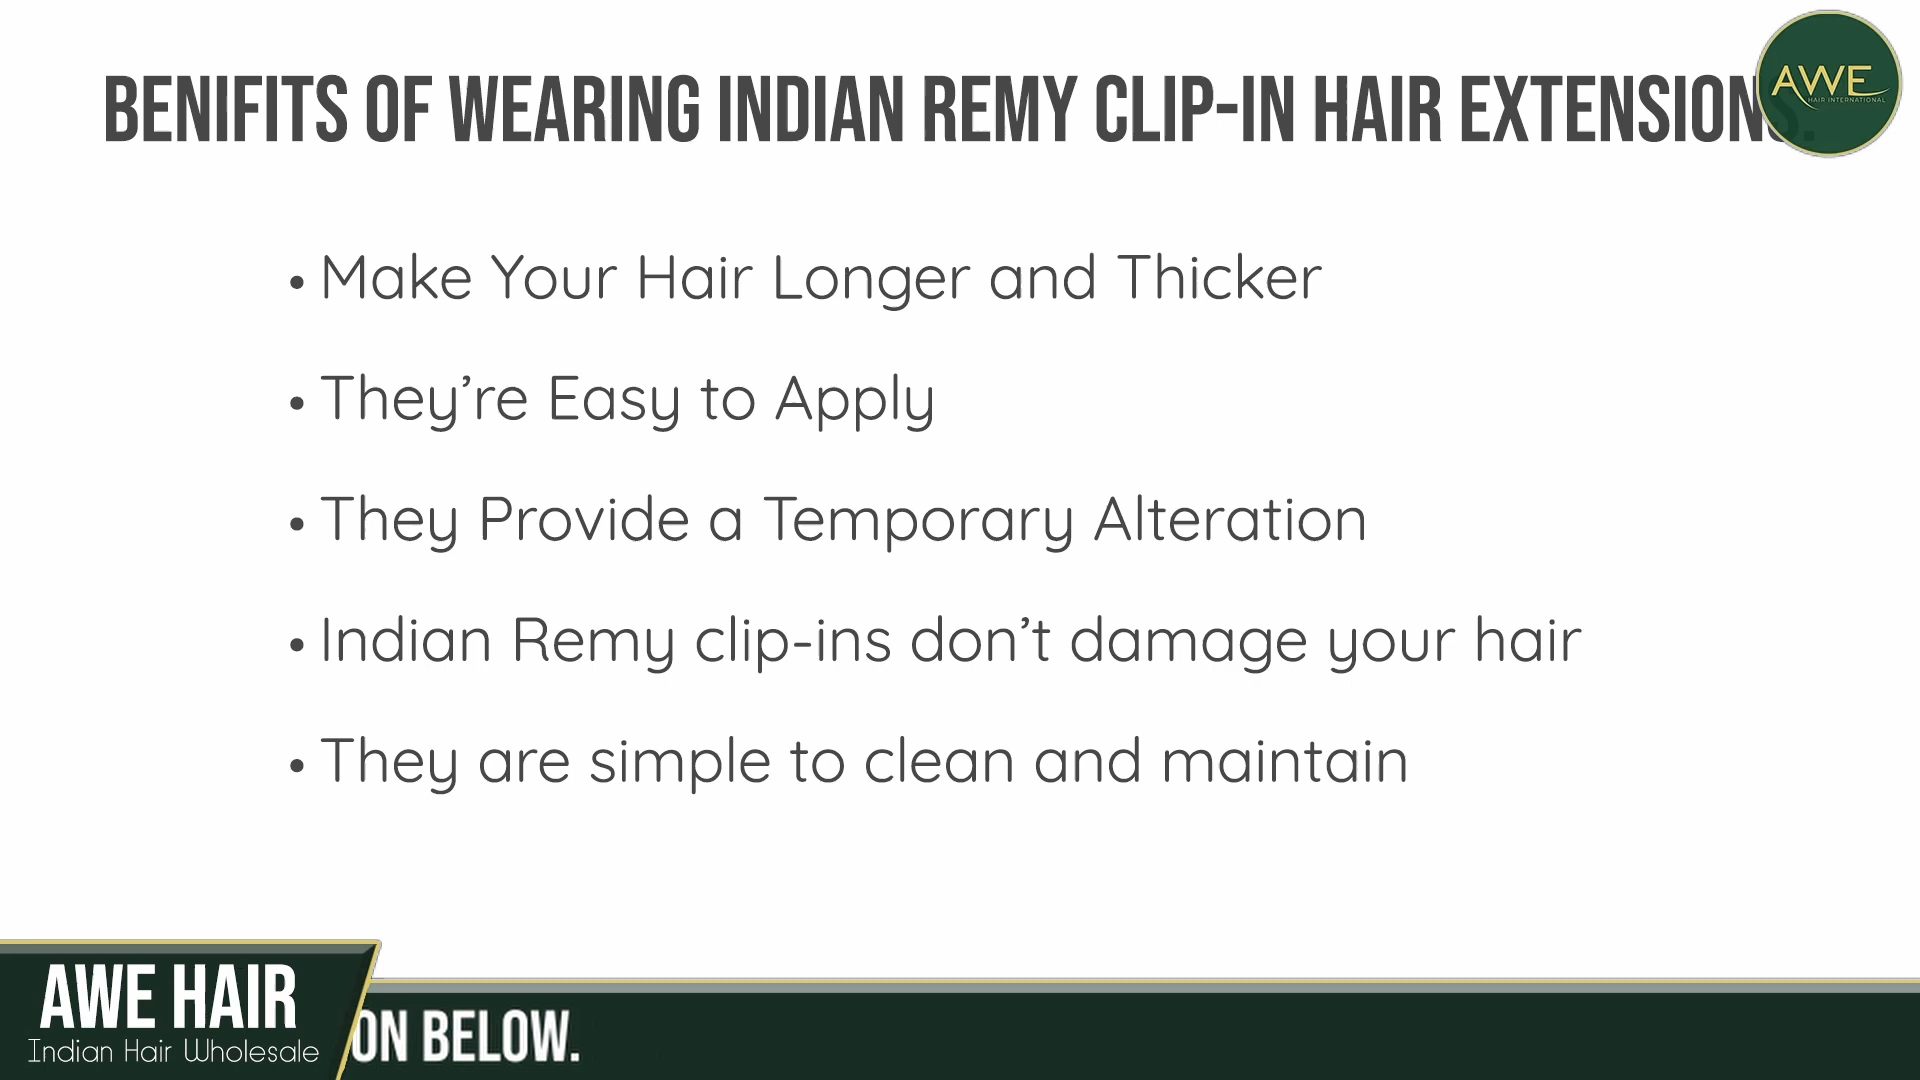 BENIFITS OF WEARING INDIAN REMY CLIP-IN HAIR EXTENSIONS.
AWE
HAIR INTERNATIONAL
• Make Your Hair Longer and Thicker
• They’re Easy to Apply
• They Provide a Temporary Alteration
• Indian Remy clip-ins don’t damage your hair
• They are simple to clean and maintain
AWE HAIR
Indian Hair Wholesale
ON BELOW.